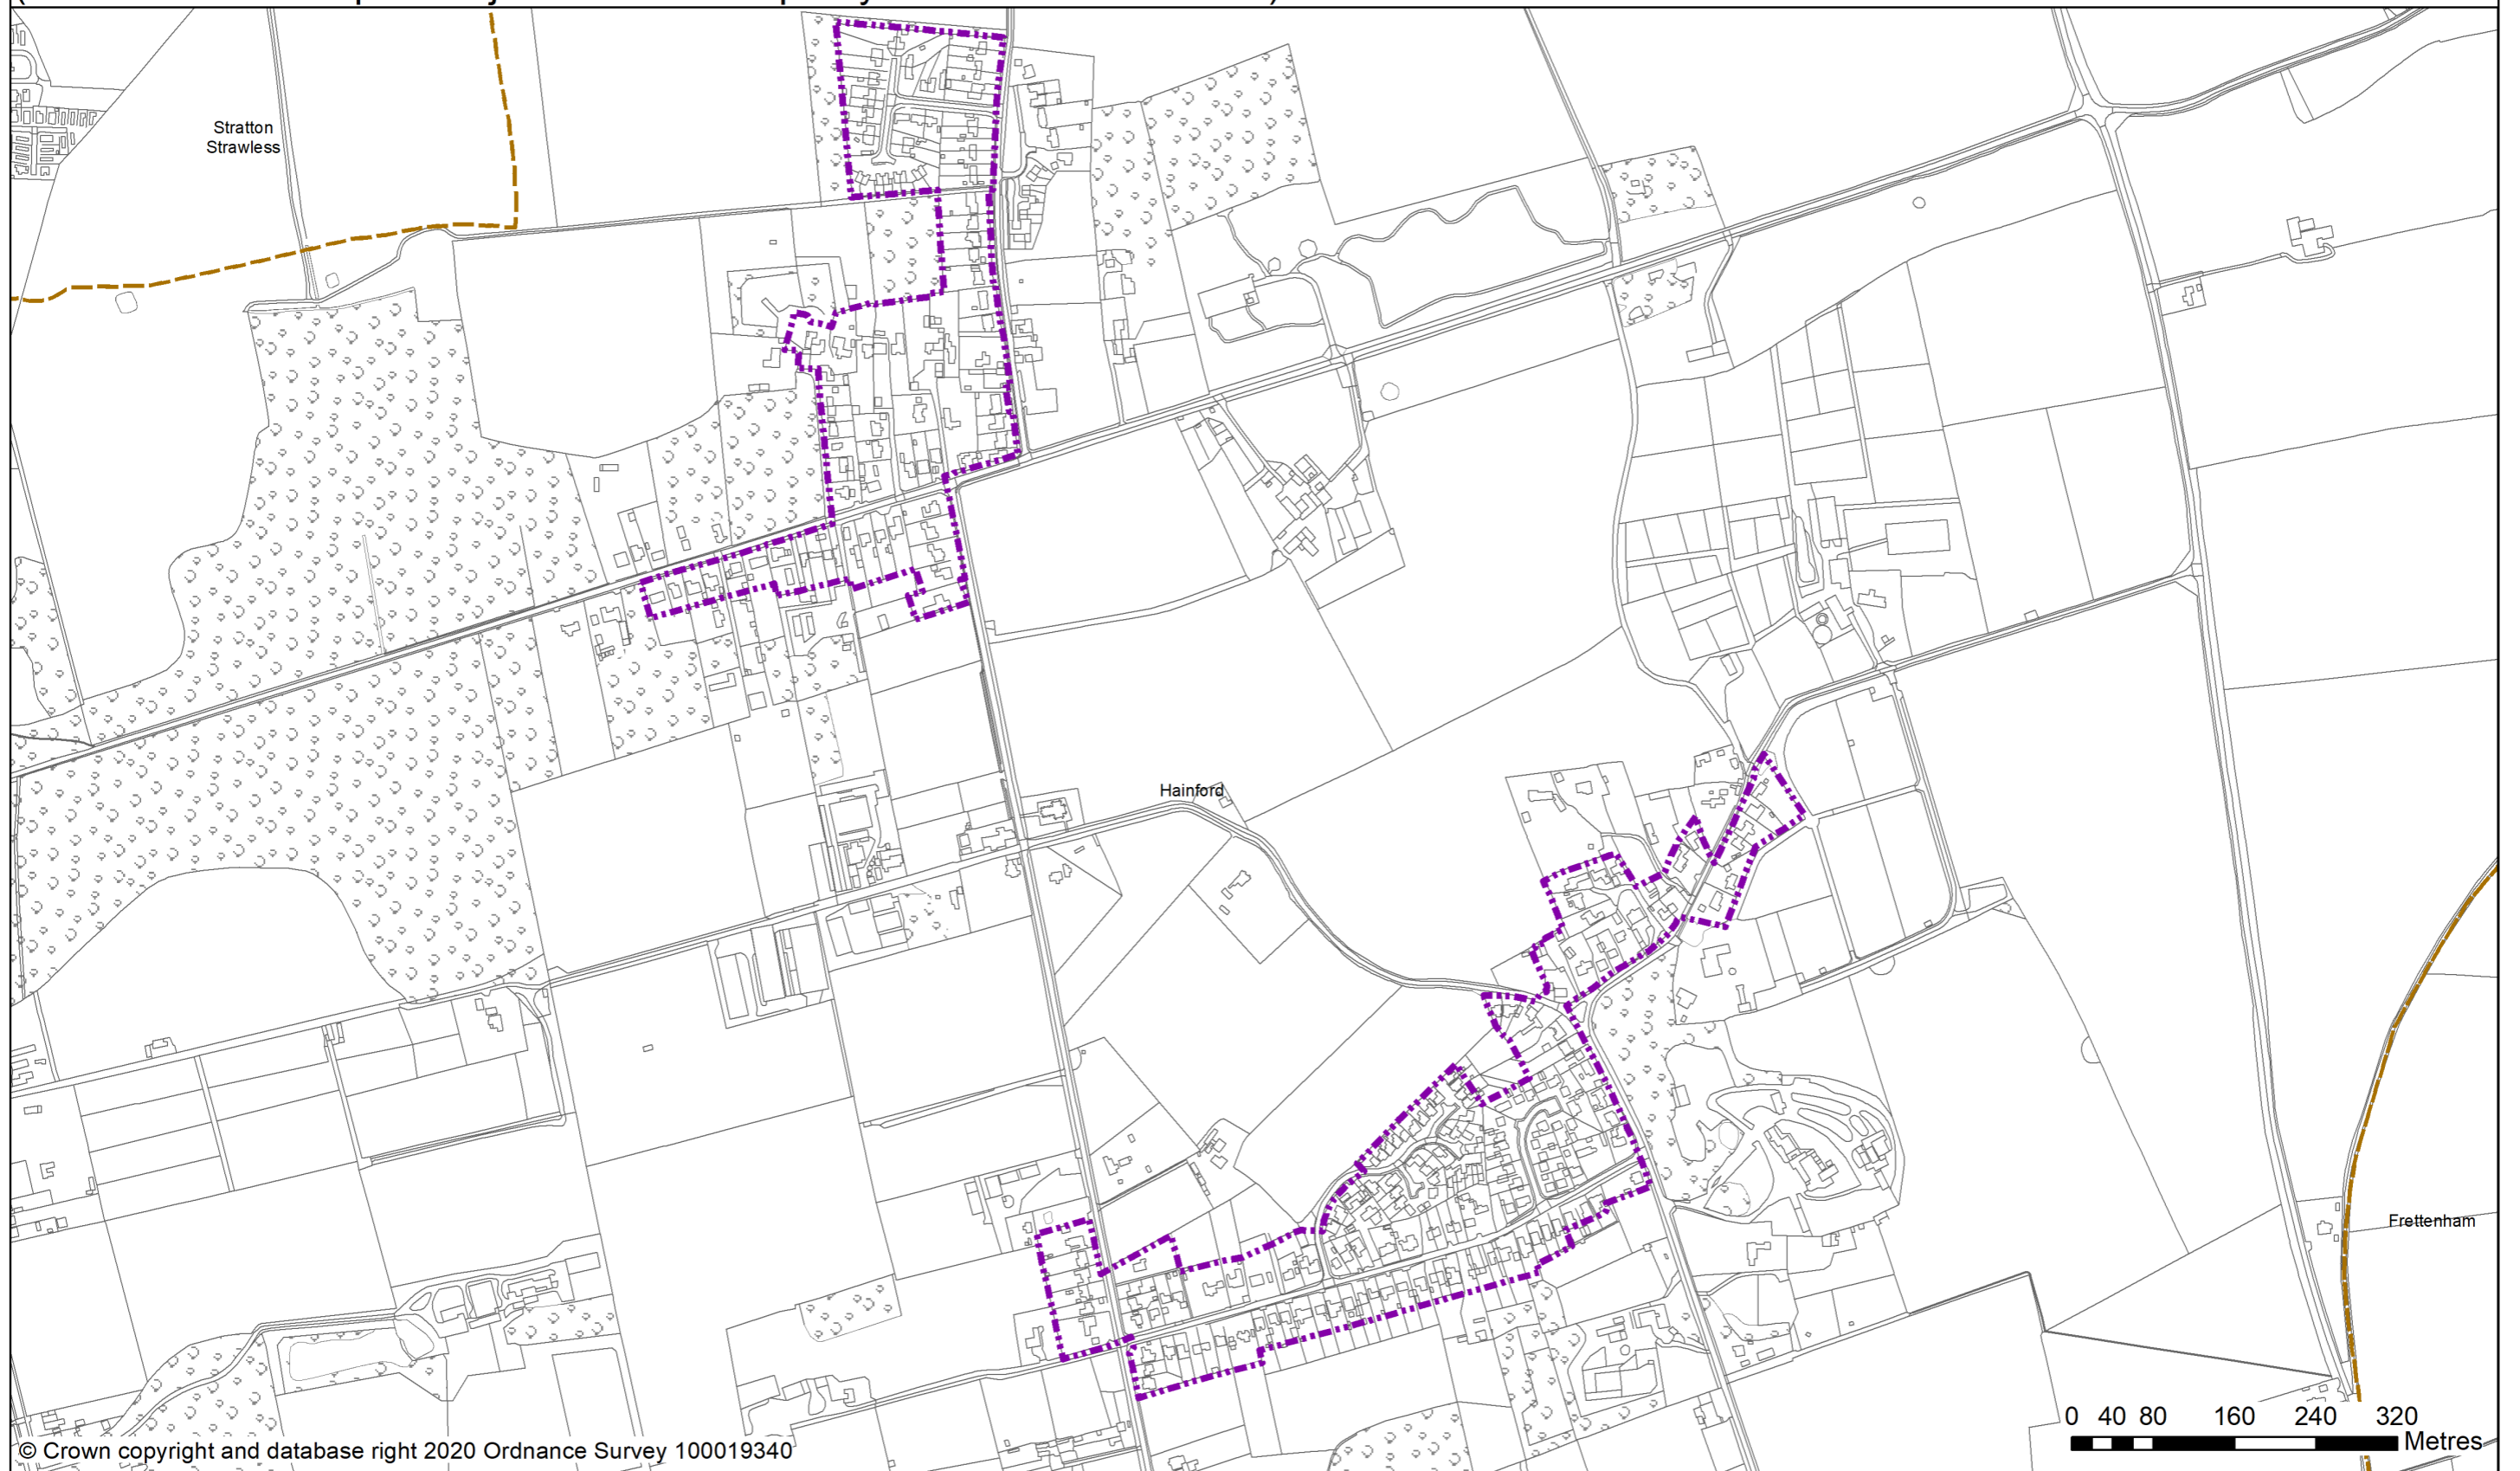 Stratton
Strawless
Hainford
Frettenham
0 40 80 160 240 320
Metres
© Crown copyright and database right 2020 Ordnance Survey 100019340